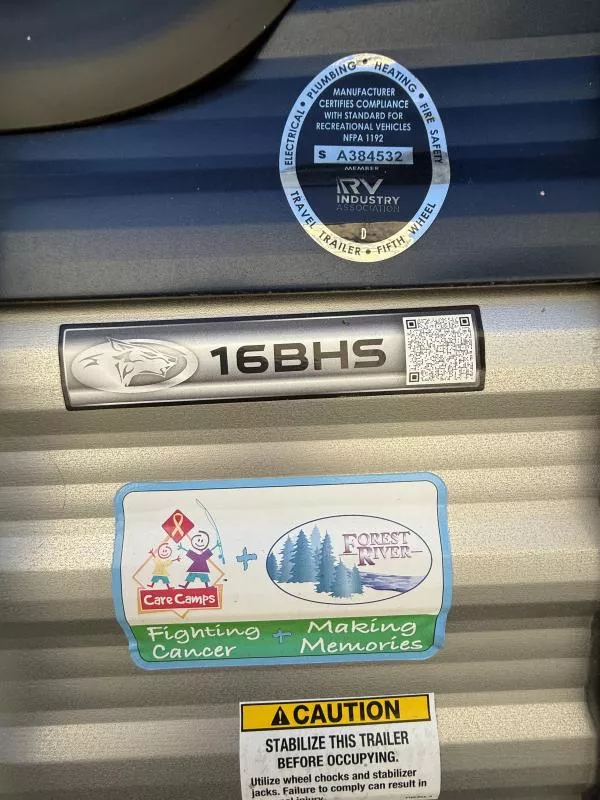 ELECTRICAL • PLUMBING • HEATING • FIRE SAFETY
MANUFACTURER
CERTIFIES COMPLIANCE
WITH STANDARD FOR
RECREATIONAL VEHICLES
NFPA 1192
S A384532
MEMBER
RV
INDUSTRY
ASSOCIATION
D
TRAVEL TRAILER • FIFTH WHEEL
16BHS
Care Camps
+
FOREST
RIVER
Fighting + Making
Cancer Memories
CAUTION
STABILIZE THIS TRAILER
BEFORE OCCUPYING.
Utilize wheel chocks and stabilizer
jacks. Failure to comply can result in
injury